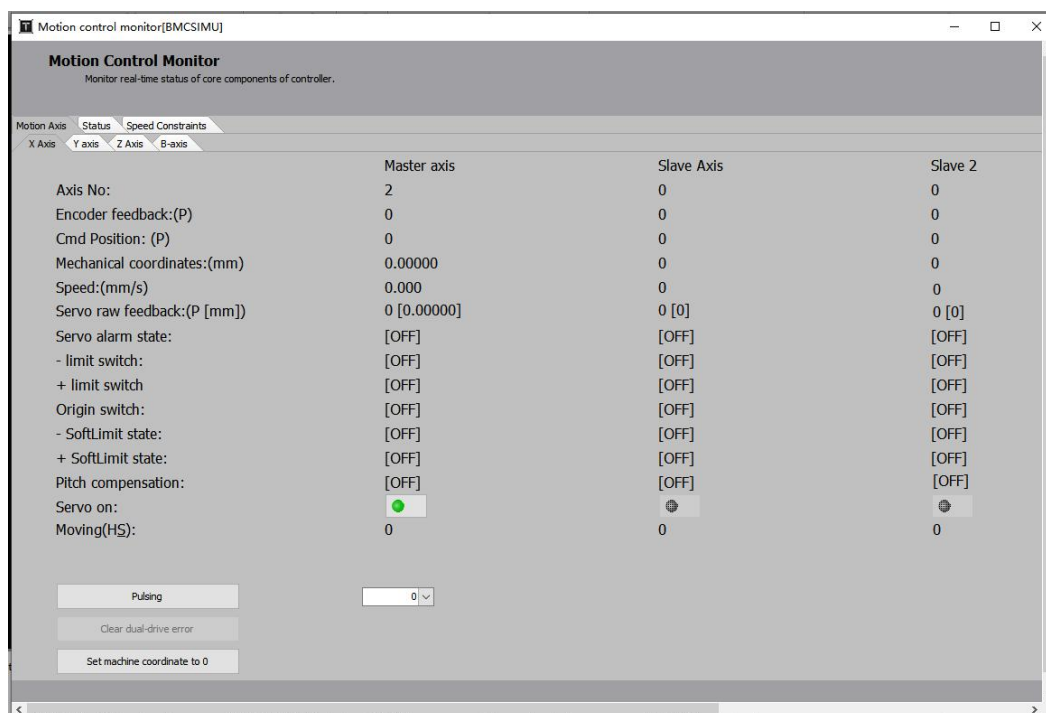 Motion control monitor[BMCSIMU]
Motion Control Monitor
Monitor real-time status of core components of controller.
Motion Axis Status Speed Constraints
X Axis Y axis Z Axis B-axis
Master axis Slave Axis Slave 2
Axis No: 2 0 0
Encoder feedback:(P) 0 0 0
Cmd Position: (P) 0 0 0
Mechanical coordinates:(mm) 0.00000 0 0
Speed:(mm/s) 0.000 0 0
Servo raw feedback:(P [mm]) 0 [0.00000] 0 [0] 0 [0]
Servo alarm state: [OFF] [OFF] [OFF]
- limit switch: [OFF] [OFF] [OFF]
+ limit switch [OFF] [OFF] [OFF]
Origin switch: [OFF] [OFF] [OFF]
- SoftLimit state: [OFF] [OFF] [OFF]
+ SoftLimit state: [OFF] [OFF] [OFF]
Pitch compensation: [OFF] [OFF] [OFF]
Servo on:
Moving(HS): 0 0 0
Pulsing 0
Clear dual-drive error
Set machine coordinate to 0